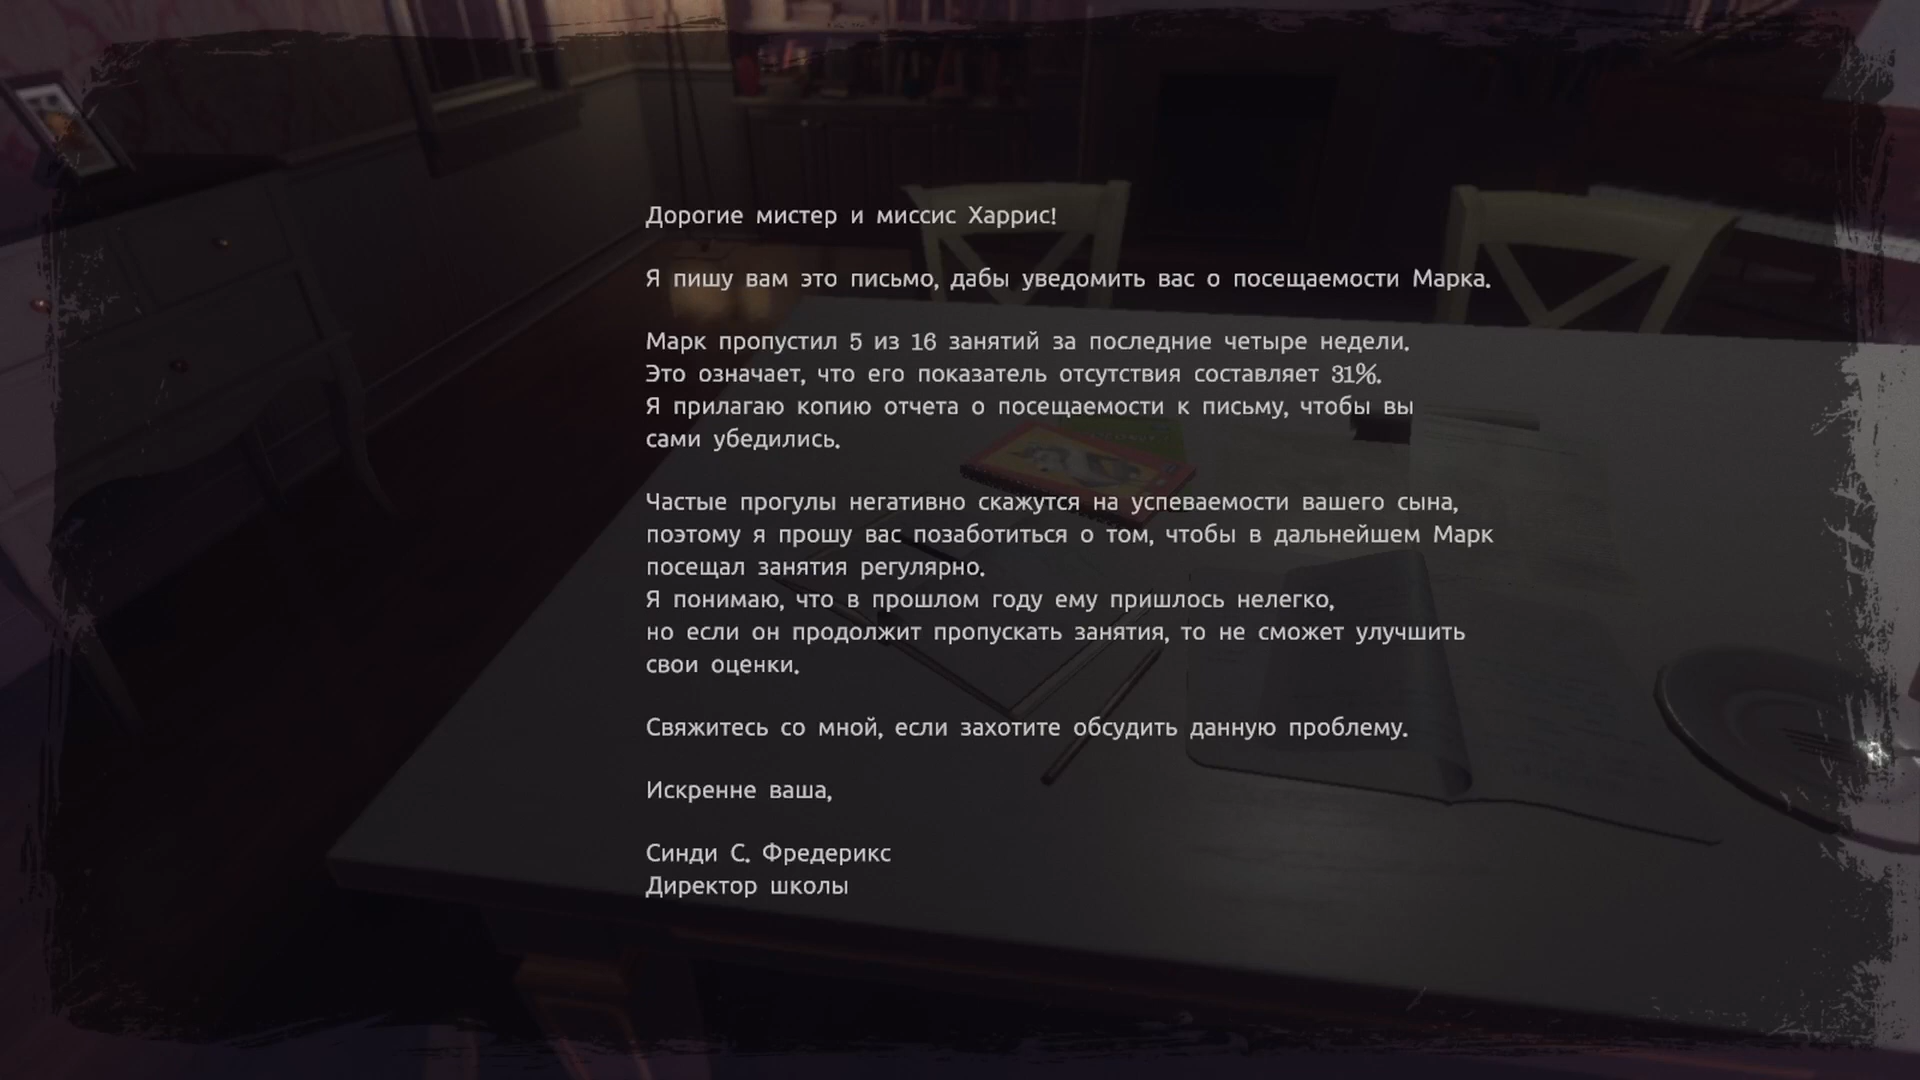 Дорогие мистер и миссис Харрис!
Я пишу вам это письмо, дабы уведомить вас о посещаемости Марка.
Марк пропустил 5 из 16 занятий за последние четыре недели.
Это означает, что его показатель отсутствия составляет 31%.
Я прилагаю копию отчета о посещаемости к письму, чтобы вы
сами убедились.
Частые прогулы негативно скажутся на успеваемости вашего сына,
поэтому я прошу вас позаботиться о том, чтобы в дальнейшем Марк
посещал занятия регулярно.
Я понимаю, что в прошлом году ему пришлось нелегко,
но если он продолжит пропускать занятия, то не сможет улучшить
свои оценки.
Свяжитесь со мной, если захотите обсудить данную проблему.
Искренне ваша,
Синди С. Фредерикс
Директор школы